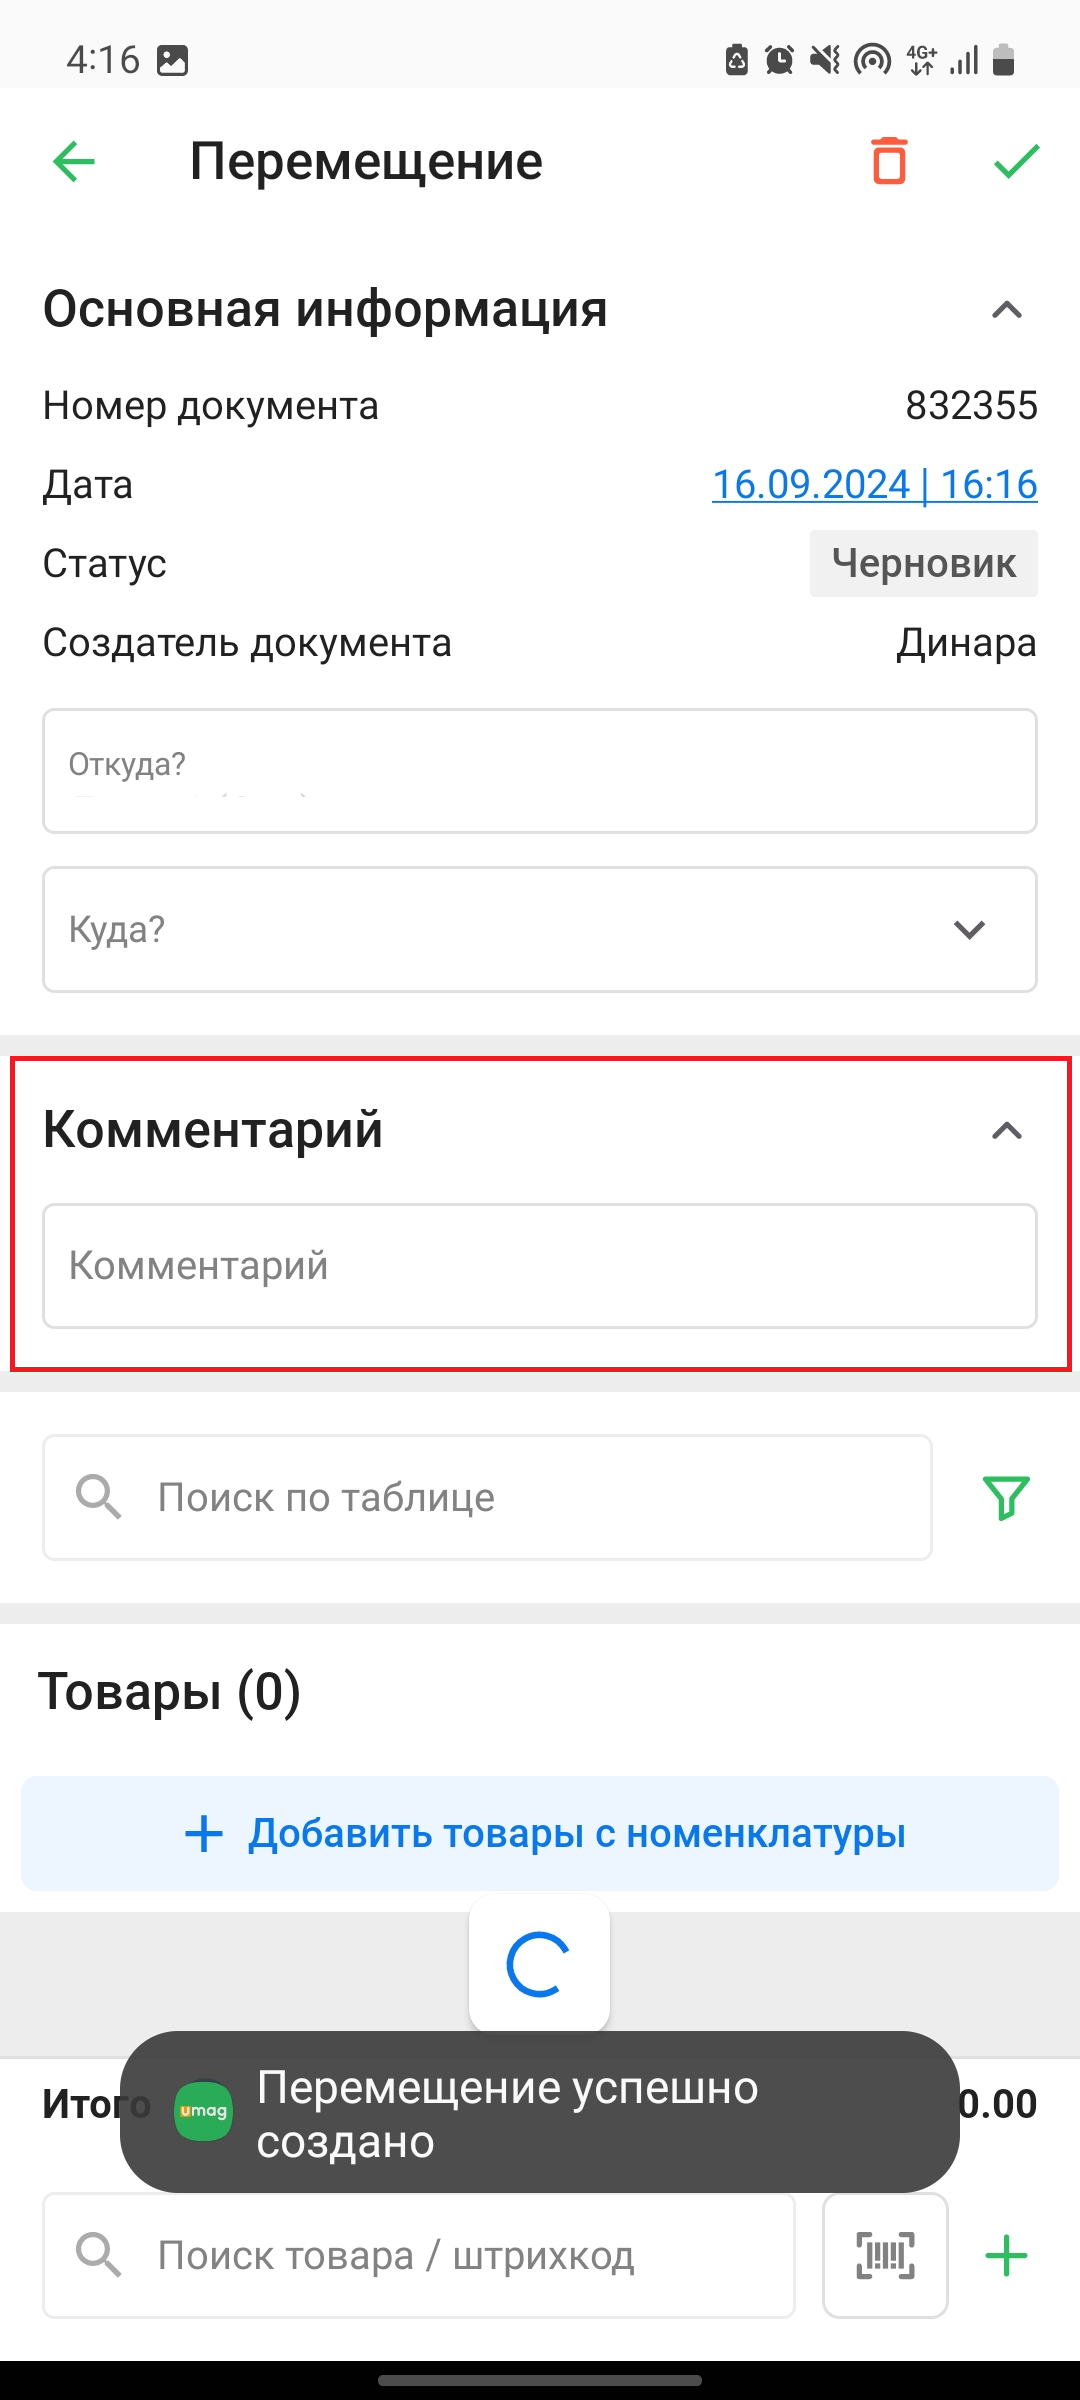 4:16 4G+
Перемещение
Основная информация
Номер документа 832355
Дата 16.09.2024 | 16:16
Статус Черновик
Создатель документа Динара
Откуда?
Куда?
Комментарий
Комментарий
Поиск по таблице
Товары (0)
+ Добавить товары с номенклатуры
Итого 0.00
umag Перемещение успешно
создано
Поиск товара / штрихкод